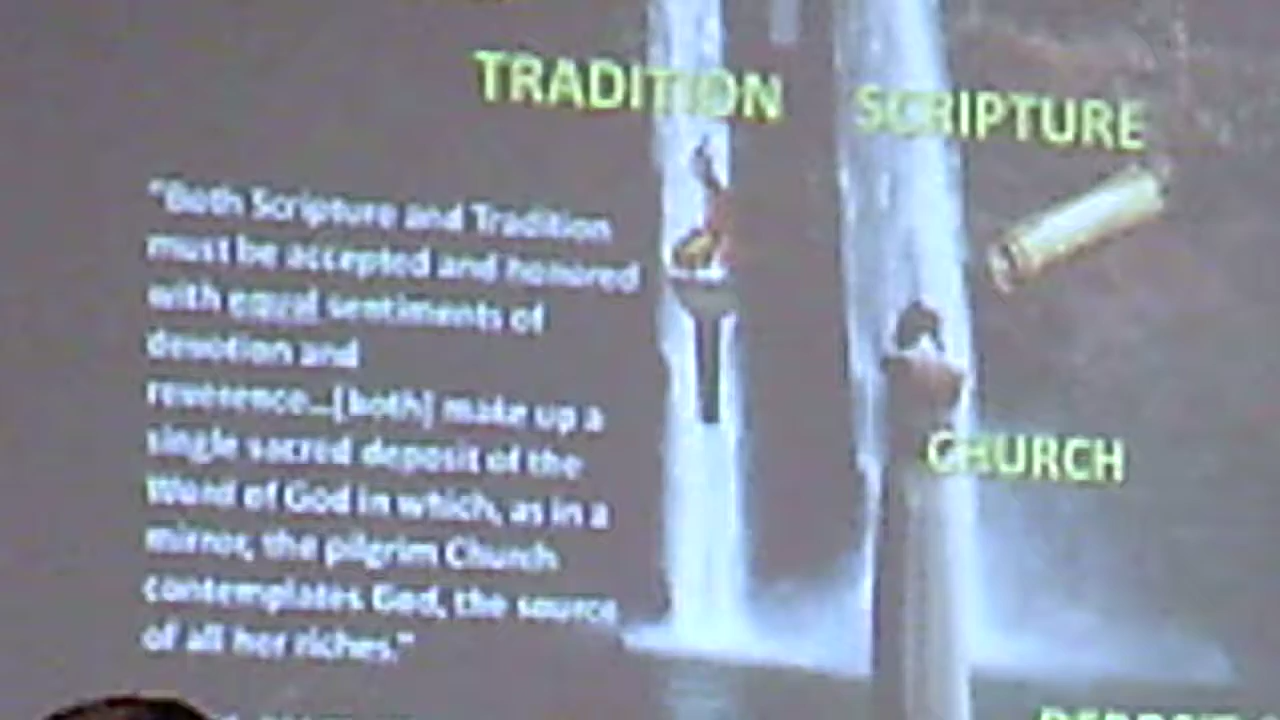 TRADITION
SCRIPTURE
"Both Scripture and Tradition
must be accepted and honored
with equal sentiments of
devotion and
reverence...[both] make up a
single sacred deposit of the
Word of God in which, as in a
mirror, the pilgrim Church
contemplates God, the source
of all her riches."
CHURCH